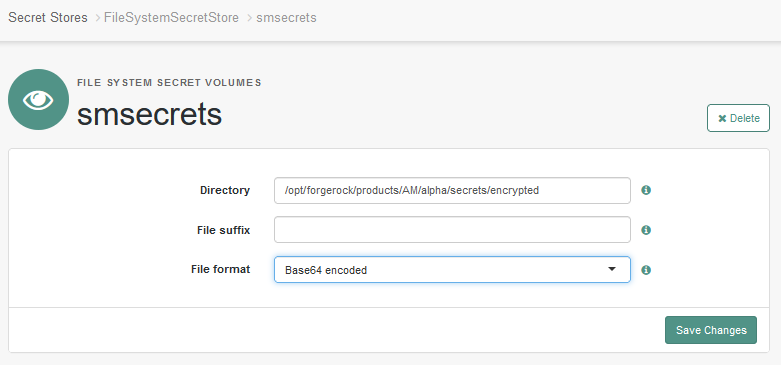 Secret Stores > FileSystemSecretStore > smsecrets
FILE SYSTEM SECRET VOLUMES
smsecrets
Delete
Directory /opt/forgerock/products/AM/alpha/secrets/encrypted
File suffix
File format Base64 encoded
Save Changes